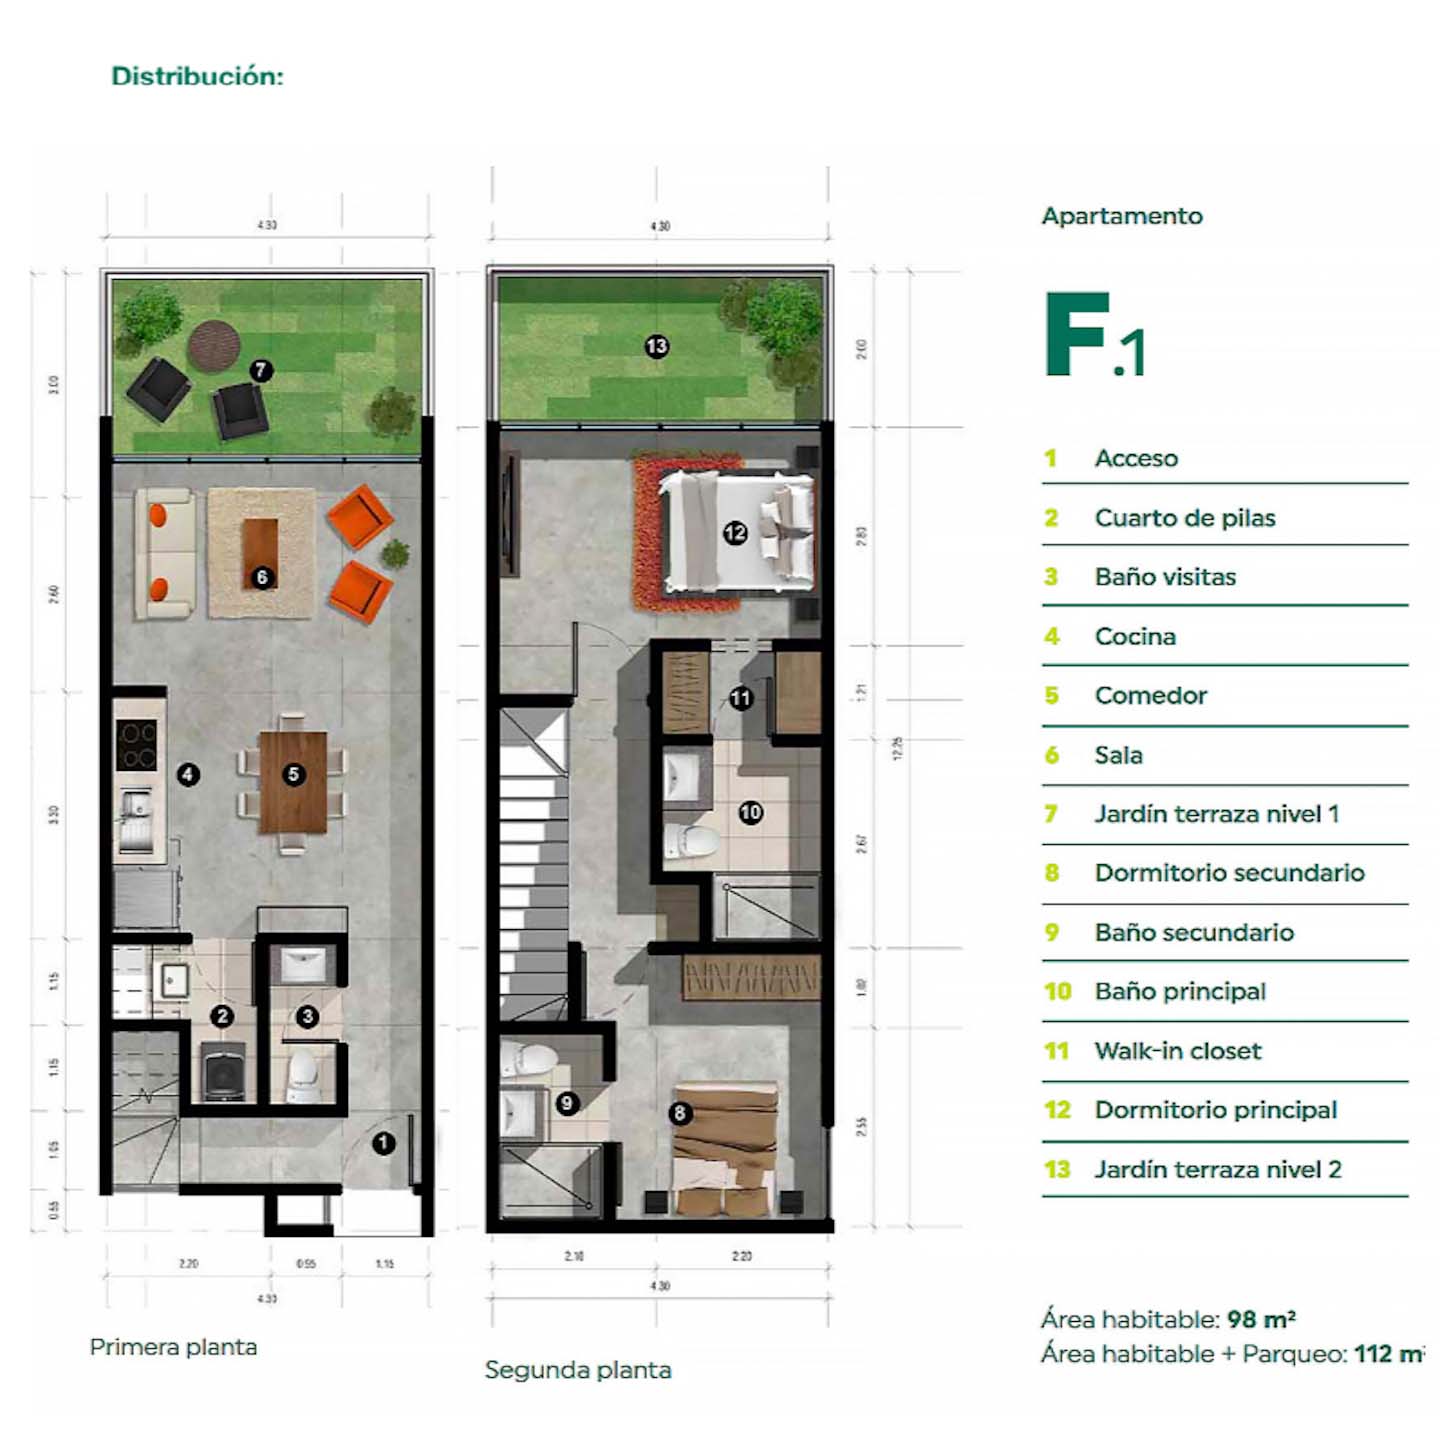 Distribución:
4.30
4.30
Apartamento
F.1
1 Acceso
2 Cuarto de pilas
3 Baño visitas
4 Cocina
5 Comedor
6 Sala
7 Jardín terraza nivel 1
8 Dormitorio secundario
9 Baño secundario
10 Baño principal
11 Walk-in closet
12 Dormitorio principal
13 Jardín terraza nivel 2
Área habitable: 98 m²
Área habitable + Parqueo: 112 m²
3.00
2.60
3.30
1.15
1.15
1.05
0.55
7
6
4
5
2
3
1
2.20
0.95
1.15
4.30
Primera planta
13
12
11
10
9
8
2.00
2.80
1.21
2.67
1.02
2.55
12.25
2.10
2.20
4.30
Segunda planta